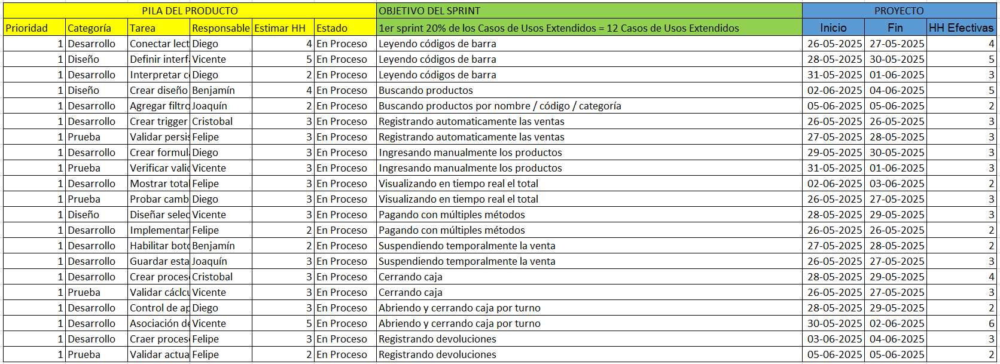 PILA DEL PRODUCTO OBJETIVO DEL SPRINT PROYECTO
Prioridad Categoría Tarea Responsable Estimar HH Estado 1er sprint 20% de los Casos de Usos Extendidos = 12 Casos de Usos Extendidos Inicio Fin HH Efectivas
1 Desarrollo Conectar lect Diego 4 En Proceso Leyendo códigos de barra 26-05-2025 27-05-2025 4
1 Diseño Definir interfa Vicente 5 En Proceso Leyendo códigos de barra 28-05-2025 30-05-2025 5
1 Desarrollo Interpretar co Diego 2 En Proceso Leyendo códigos de barra 31-05-2025 01-06-2025 3
1 Diseño Crear diseño Benjamín 4 En Proceso Buscando productos 02-06-2025 04-06-2025 5
1 Desarrollo Agregar filtro Joaquín 2 En Proceso Buscando productos por nombre / código / categoría 05-06-2025 05-06-2025 2
1 Desarrollo Crear trigger Cristobal 3 En Proceso Registrando automaticamente las ventas 26-05-2025 26-05-2025 3
1 Prueba Validar persis Felipe 3 En Proceso Registrando automaticamente las ventas 27-05-2025 28-05-2025 3
1 Desarrollo Crear formula Diego 3 En Proceso Ingresando manualmente los productos 29-05-2025 30-05-2025 3
1 Prueba Verificar valid Vicente 3 En Proceso Ingresando manualmente los productos 31-05-2025 01-06-2025 3
1 Desarrollo Mostrar total Felipe 3 En Proceso Visualizando en tiempo real el total 02-06-2025 03-06-2025 2
1 Prueba Probar camb Diego 3 En Proceso Visualizando en tiempo real el total 26-05-2025 27-05-2025 3
1 Diseño Diseñar selec Vicente 3 En Proceso Pagando con múltiples métodos 28-05-2025 29-05-2025 3
1 Desarrollo Implementar Felipe 2 En Proceso Pagando con múltiples métodos 26-05-2025 26-05-2025 2
1 Desarrollo Habilitar boto Benjamín 2 En Proceso Suspendiendo temporalmente la venta 27-05-2025 28-05-2025 2
1 Desarrollo Guardar esta Joaquín 3 En Proceso Suspendiendo temporalmente la venta 26-05-2025 27-05-2025 3
1 Desarrollo Crear proces Cristobal 3 En Proceso Cerrando caja 28-05-2025 29-05-2025 4
1 Prueba Validar cáclcu Vicente 3 En Proceso Cerrando caja 26-05-2025 27-05-2025 3
1 Desarrollo Control de ap Diego 3 En Proceso Abriendo y cerrando caja por turno 28-05-2025 29-05-2025 2
1 Desarrollo Asociación de Vicente 5 En Proceso Abriendo y cerrando caja por turno 30-05-2025 02-06-2025 6
1 Desarrollo Craer proces Felipe 3 En Proceso Registrando devoluciones 03-06-2025 04-06-2025 3
1 Prueba Validar actua Felipe 2 En Proceso Registrando devoluciones 05-06-2025 05-06-2025 2